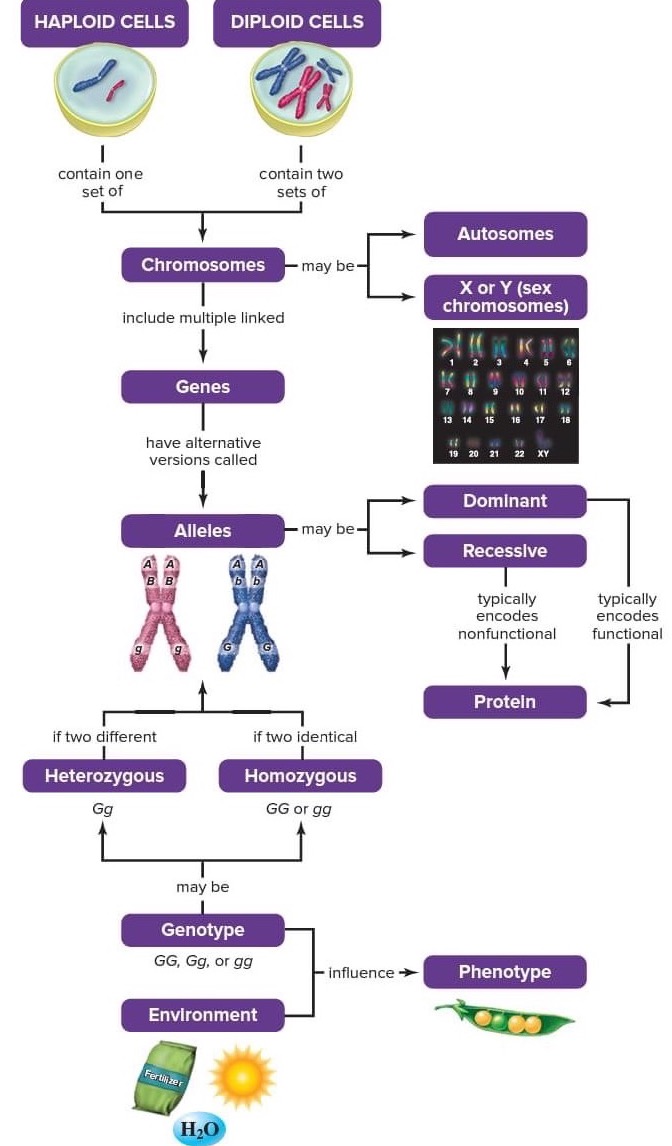 HAPLOID CELLS
DIPLOID CELLS
contain one
set of
contain two
sets of
Chromosomes
may be
Autosomes
X or Y (sex
chromosomes)
include multiple linked
1 2 3 4 5 6
7 8 9 10 11 12
13 14 15 16 17 18
19 20 21 22 XY
Genes
have alternative
versions called
Alleles
may be
Dominant
Recessive
A A A A
B B b b
g g G G
typically
encodes
nonfunctional
typically
encodes
functional
Protein
if two different
if two identical
Heterozygous
Homozygous
Gg
GG or gg
may be
Genotype
GG, Gg, or gg
influence
Phenotype
Environment
Fertilizer
H₂O